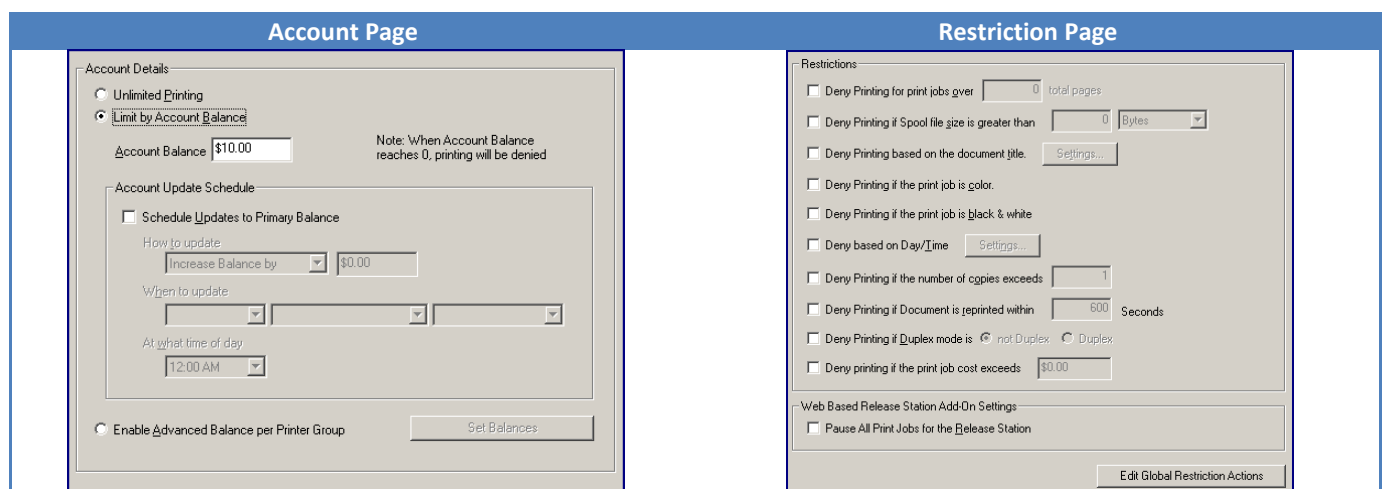 Account Page
Account Details
Unlimited Printing
Limit by Account Balance
Account Balance $10.00
Note: When Account Balance
reaches 0, printing will be denied
Account Update Schedule
Schedule Updates to Primary Balance
How to update
Increase Balance by $0.00
When to update
At what time of day
12:00 AM
Enable Advanced Balance per Printer Group Set Balances
Restriction Page
Restrictions
Deny Printing for print jobs over 0 total pages
Deny Printing if Spool file size is greater than 0 Bytes
Deny Printing based on the document title. Settings...
Deny Printing if the print job is color.
Deny Printing if the print job is black & white
Deny based on Day/Time Settings...
Deny Printing if the number of copies exceeds 1
Deny Printing if Document is reprinted within 600 Seconds
Deny Printing if Duplex mode is not Duplex Duplex
Deny printing if the print job cost exceeds $0.00
Web Based Release Station Add-On Settings
Pause All Print Jobs for the Release Station
Edit Global Restriction Actions